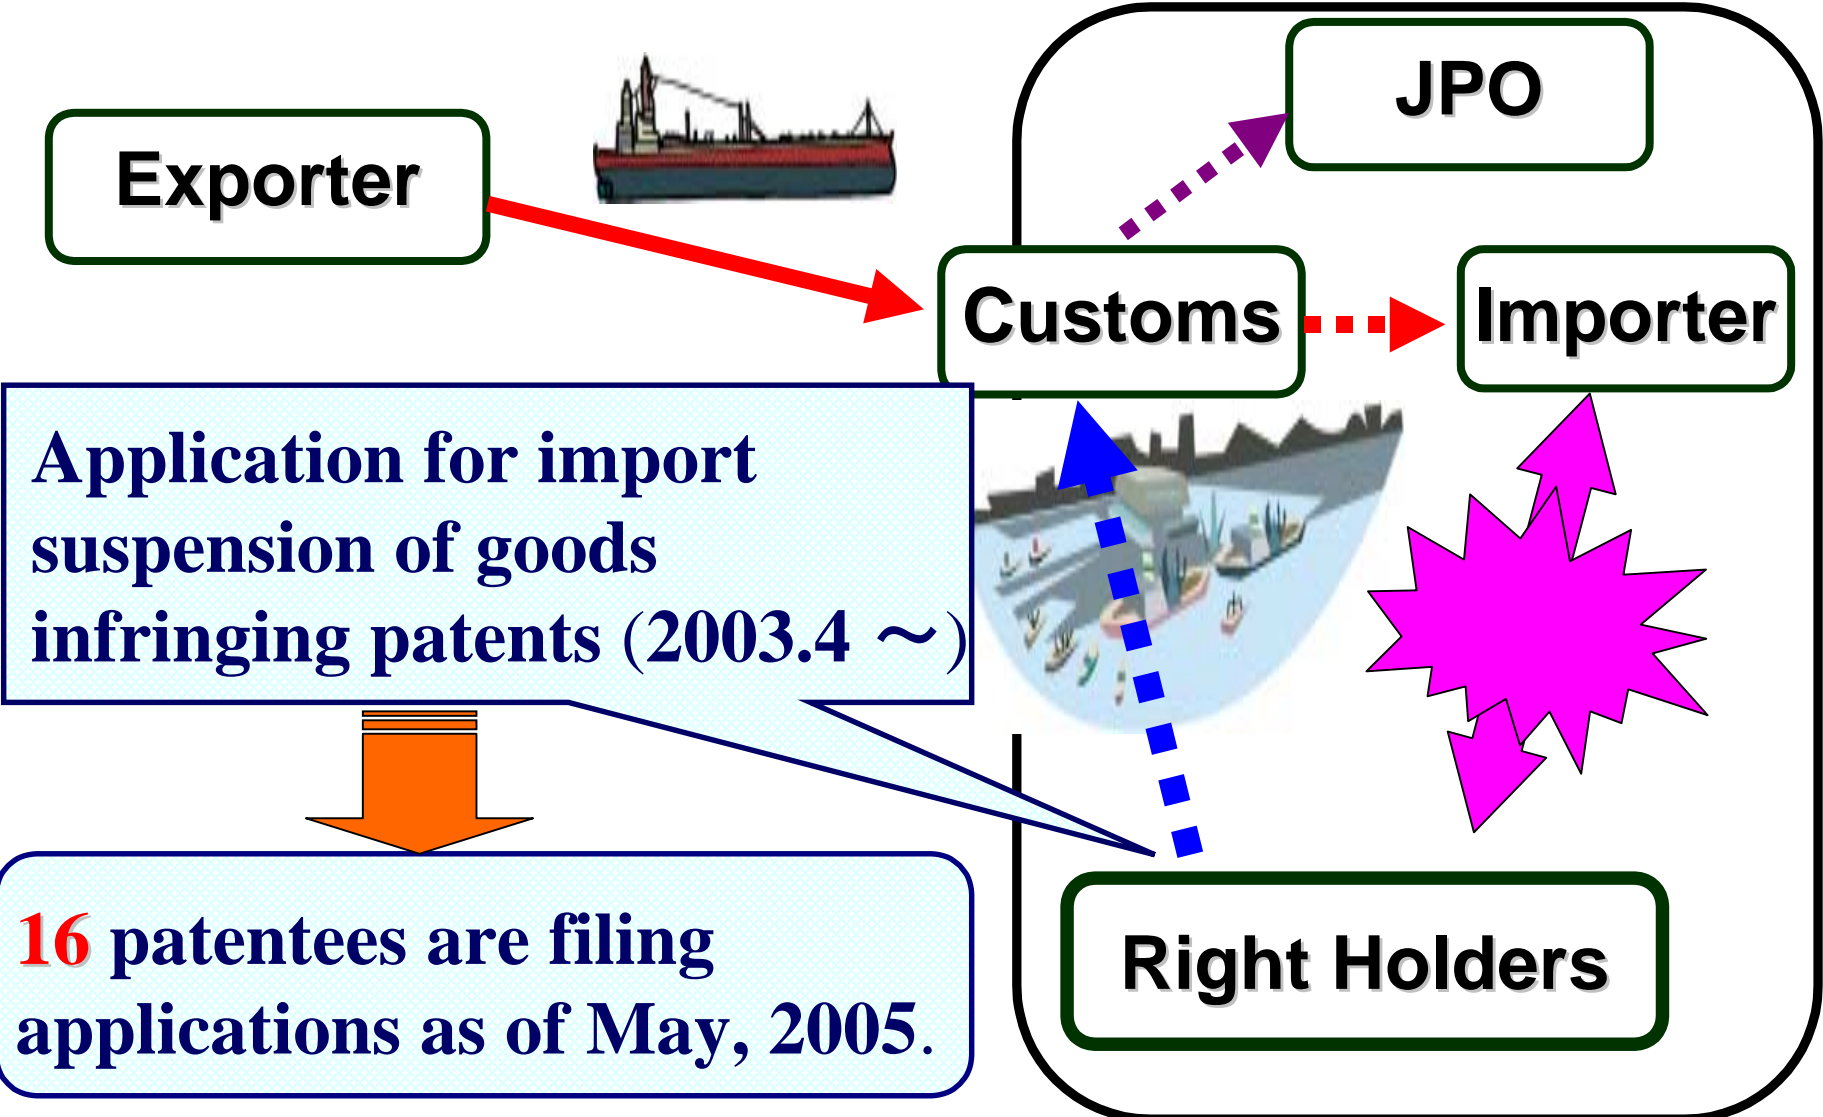 JPO
Exporter
Customs
Importer
Application for import
suspension of goods
infringing patents (2003.4 ～)
16 patentees are filing
applications as of May, 2005.
Right Holders